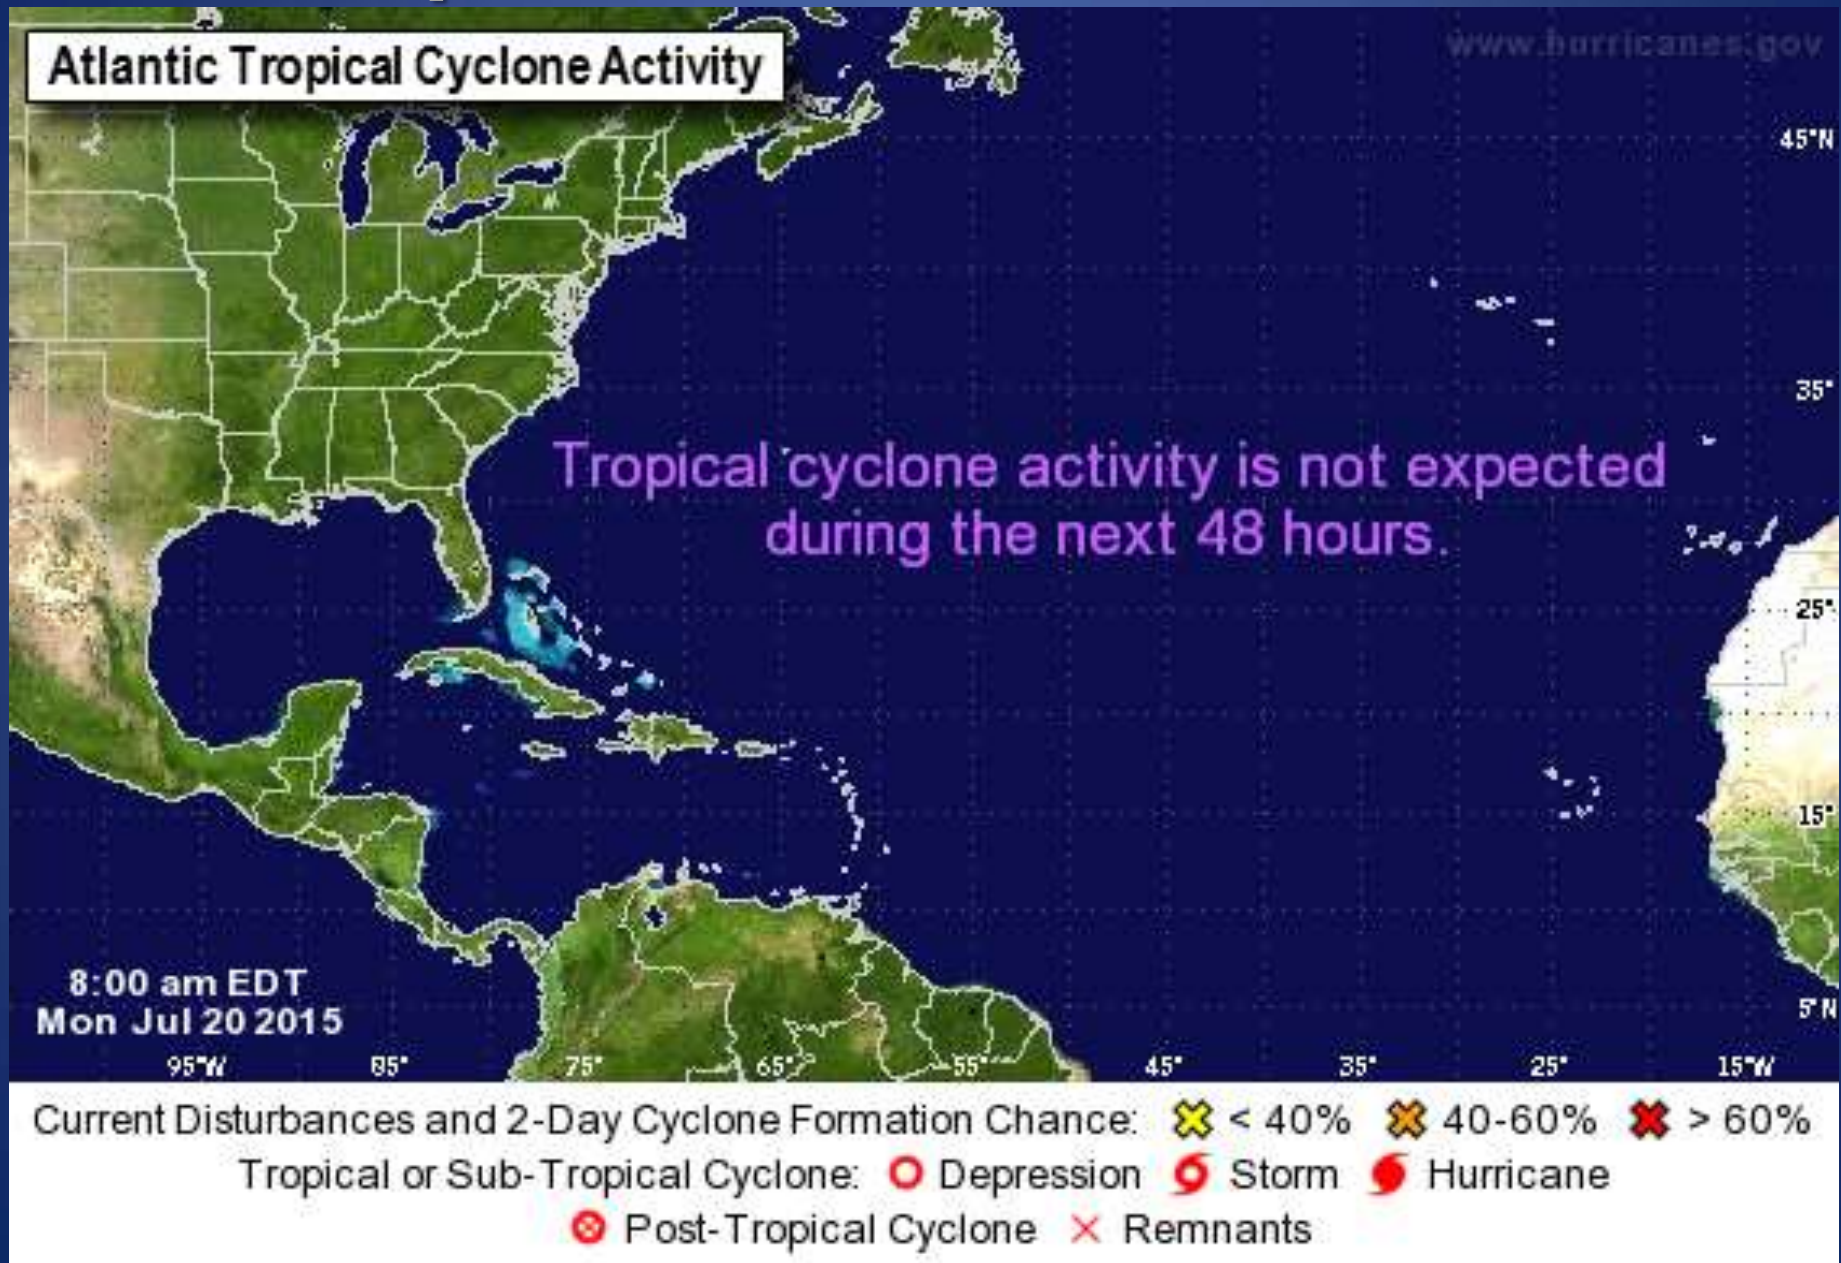 Atlantic Tropical Cyclone Activity
www.hurricanes.gov
45°N
35°
Tropical cyclone activity is not expected
during the next 48 hours.
25°
15°
8:00 am EDT
Mon Jul 20 2015
5°N
95°W 85° 75° 65° 55° 45° 35° 25° 15°W
Current Disturbances and 2-Day Cyclone Formation Chance: < 40% 40-60% > 60%
Tropical or Sub-Tropical Cyclone: Depression Storm Hurricane
Post-Tropical Cyclone Remnants